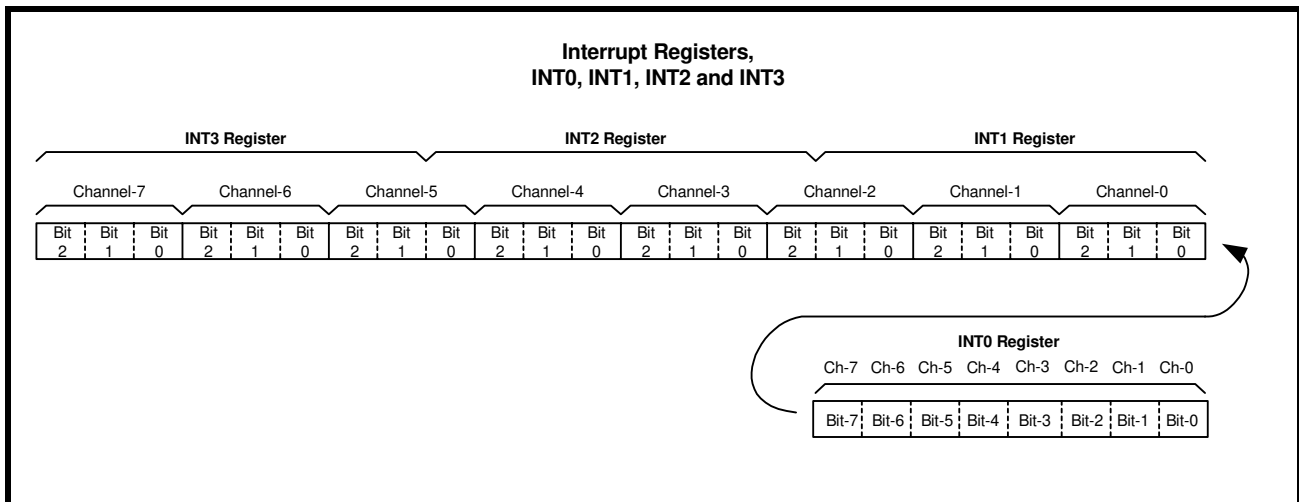 Interrupt Registers,
INT0, INT1, INT2 and INT3
INT3 Register INT2 Register INT1 Register
Channel-7 Channel-6 Channel-5 Channel-4 Channel-3 Channel-2 Channel-1 Channel-0
Bit Bit Bit Bit Bit Bit Bit Bit Bit Bit Bit Bit Bit Bit Bit Bit Bit Bit Bit Bit Bit Bit Bit Bit
2 1 0 2 1 0 2 1 0 2 1 0 2 1 0 2 1 0 2 1 0 2 1 0
INT0 Register
Ch-7 Ch-6 Ch-5 Ch-4 Ch-3 Ch-2 Ch-1 Ch-0
Bit-7 Bit-6 Bit-5 Bit-4 Bit-3 Bit-2 Bit-1 Bit-0